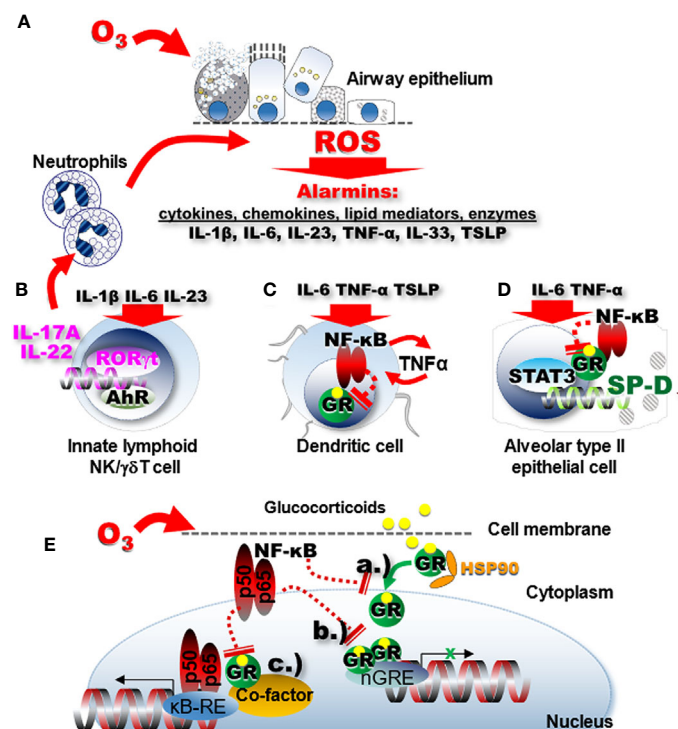 A
O3
Airway epithelium
ROS
Neutrophils
Alarmins:
cytokines, chemokines, lipid mediators, enzymes
IL-1β, IL-6, IL-23, TNF-α, IL-33, TSLP
B
IL-1β IL-6 IL-23
IL-17A
IL-22
RORγt
AhR
Innate lymphoid
NK/γδT cell
C
IL-6 TNF-α TSLP
NF-κB
TNFα
GR
Dendritic cell
D
IL-6 TNF-α
NF-κB
GR
STAT3
SP-D
Alveolar type II
epithelial cell
E
O3
Glucocorticoids
Cell membrane
NF-κB
p50
p65
a.)
GR
HSP90
Cytoplasm
GR
b.)
p50
p65
GR
c.)
Co-factor
κB-RE
GR
GR
nGRE
x
Nucleus